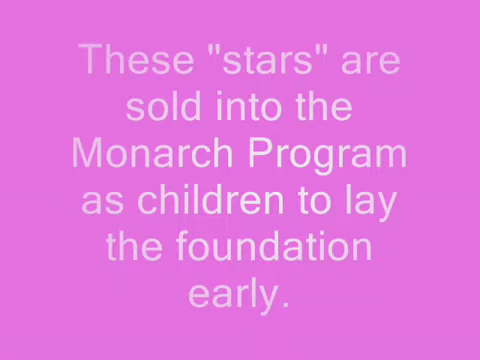 These "stars" are
sold into the
Monarch Program
as children to lay
the foundation
early.